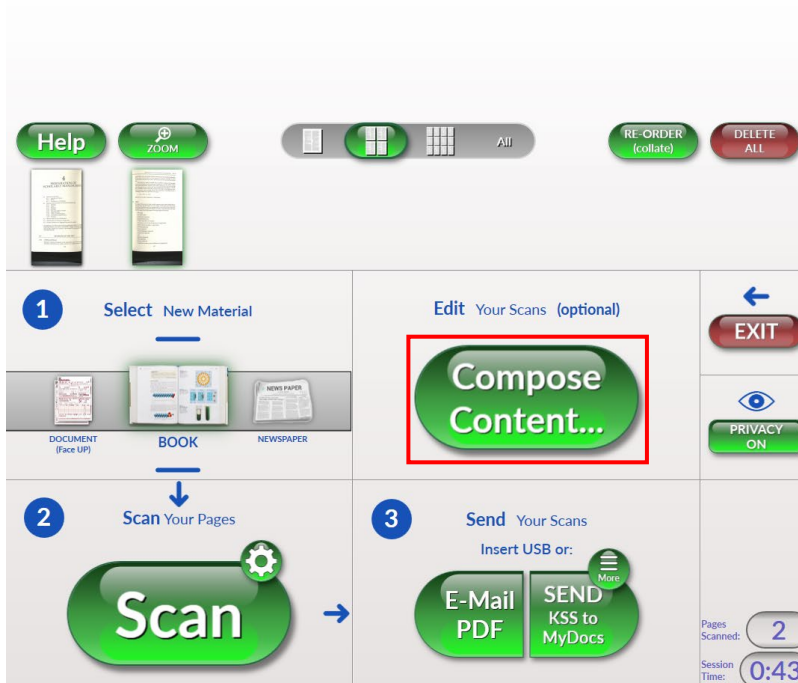 Help
ZOOM
All
RE-ORDER
(collate)
DELETE
ALL
1
Select New Material
DOCUMENT
(Face UP)
BOOK
NEWS PAPER
NEWSPAPER
Edit Your Scans (optional)
Compose
Content...
EXIT
PRIVACY
ON
2
Scan Your Pages
Scan
3
Send Your Scans
Insert USB or:
E-Mail
PDF
More
SEND
KSS to
MyDocs
Pages
Scanned:
2
Session
Time:
0:43